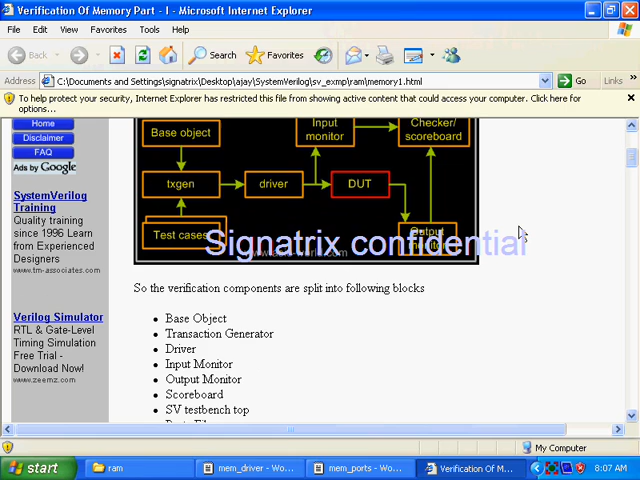 Verification Of Memory Part - I - Microsoft Internet Explorer
File Edit View Favorites Tools Help
Back Search Favorites
Address C:\Documents and Settings\signatrix\Desktop\ajay\SystemVerilog\sv_exmp\ram\memory1.html Go Links
To help protect your security, Internet Explorer has restricted this file from showing active content that could access your computer. Click here for
options...
Home
Disclaimer
FAQ
Ads by Google
SystemVerilog
Training
Quality training
since 1996 Learn
from Experienced
Designers
www.tm-associates.com
Verilog Simulator
RTL & Gate-Level
Timing Simulation
Free Trial -
Download Now!
www.zeemz.com
Base object
Input
monitor
Checker/
scoreboard
txgen
driver
DUT
Test cases
Output
monitor
Signatrix confidential
So the verification components are split into following blocks
• Base Object
• Transaction Generator
• Driver
• Input Monitor
• Output Monitor
• Scoreboard
• SV testbench top
My Computer
start ram mem_driver - Wo... mem_ports - Wo... Verification Of M... 8:07 AM